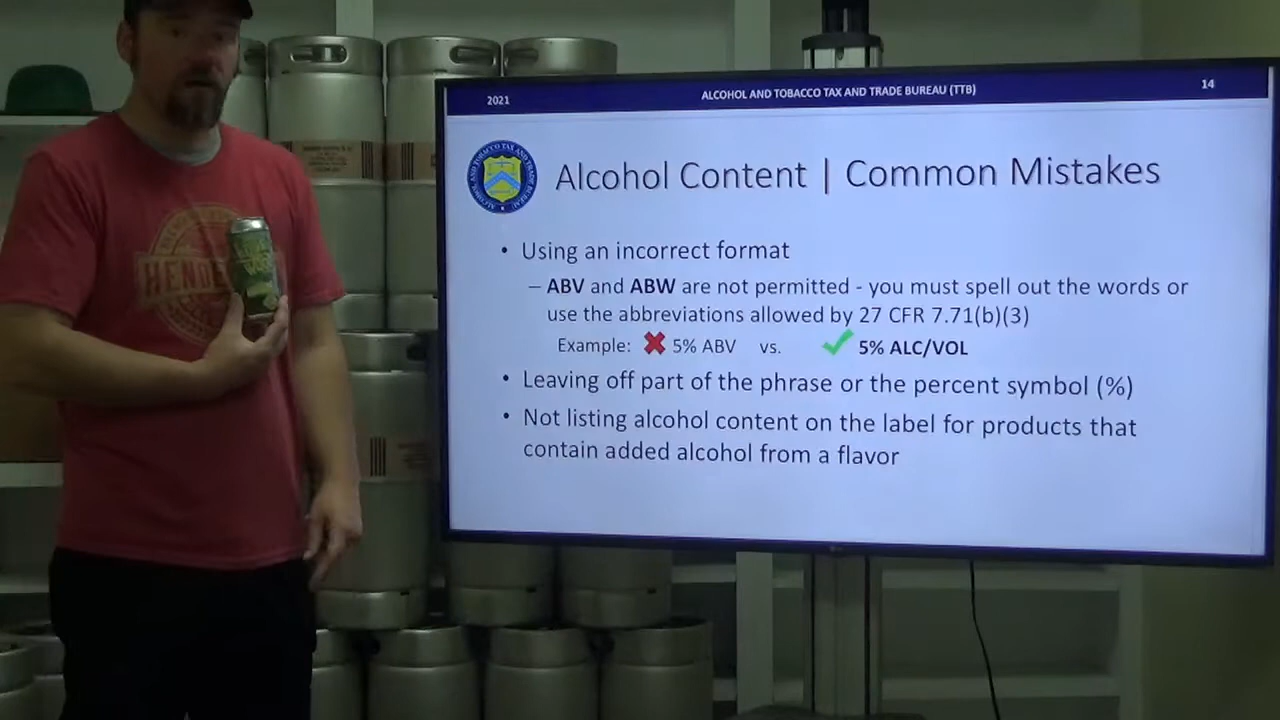 2021
ALCOHOL AND TOBACCO TAX AND TRADE BUREAU (TTB)
14
Alcohol Content | Common Mistakes
• Using an incorrect format
– ABV and ABW are not permitted - you must spell out the words or
use the abbreviations allowed by 27 CFR 7.71(b)(3)
Example: ❌ 5% ABV vs. ✓ 5% ALC/VOL
• Leaving off part of the phrase or the percent symbol (%)
• Not listing alcohol content on the label for products that
contain added alcohol from a flavor